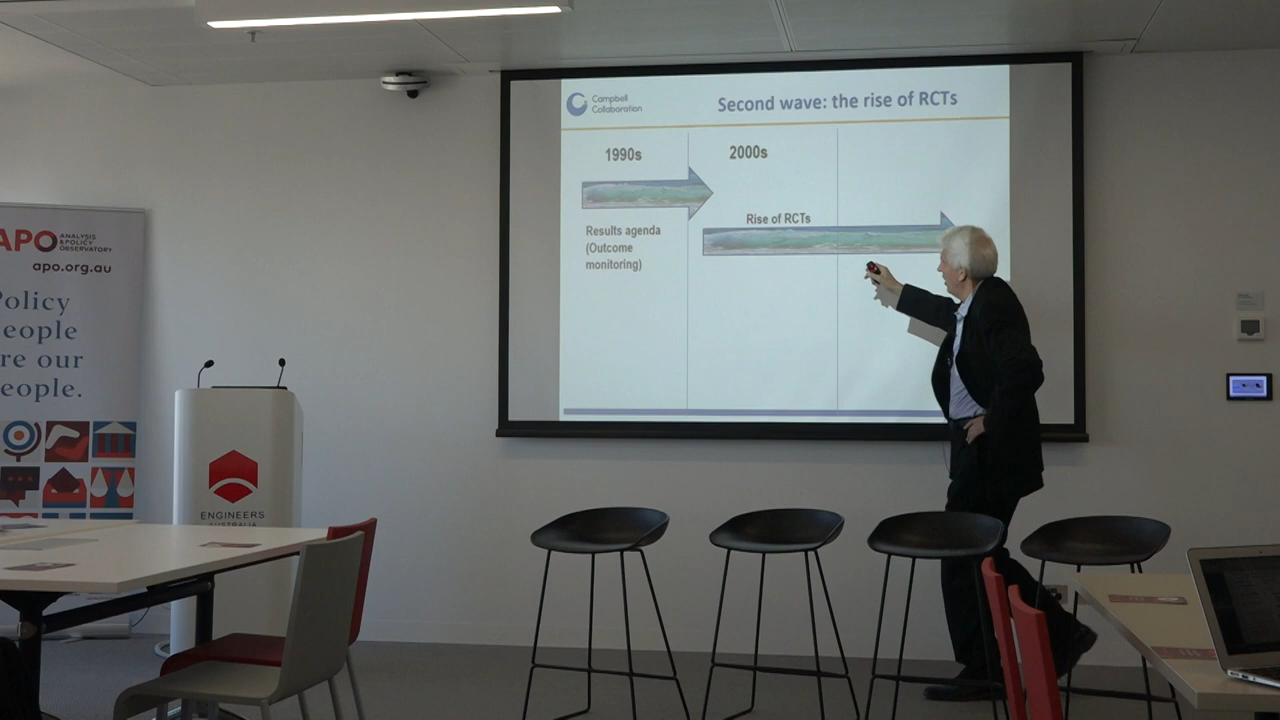 Campbell
Collaboration
Second wave: the rise of RCTs
1990s
2000s
Results agenda
(Outcome
monitoring)
Rise of RCTs
APO
ANALYSIS
&POLICY
OBSERVATORY
apo.org.au
Policy
eople
re our
eople.
ENGINEERS
AUSTRALIA